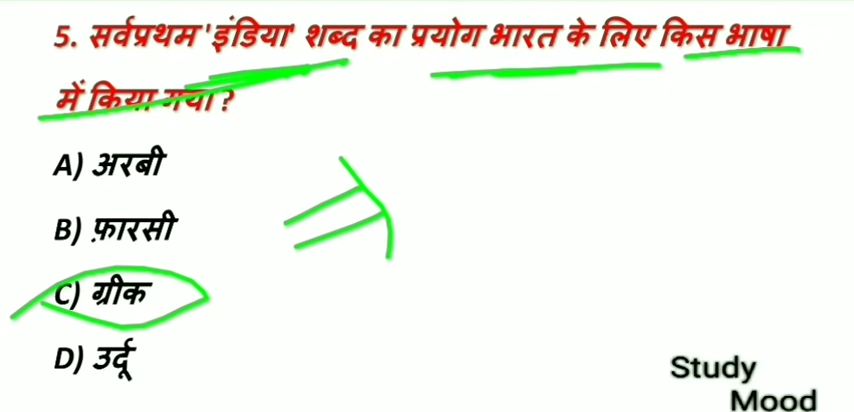 5. सर्वप्रथम 'इंडिया' शब्द का प्रयोग भारत के लिए किस भाषा
में किया गया?
A) अरबी
B) फ़ारसी
C) ग्रीक
D) उर्दू
Study
Mood